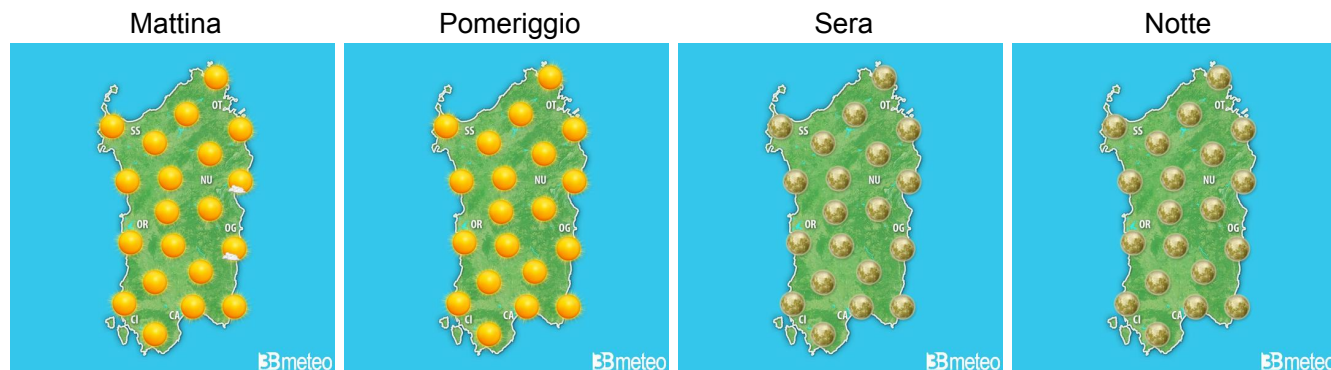 Mattina
Pomeriggio
Sera
Notte
OT
SS
NU
OR
OG
CA
CI
3Bmeteo
OT
SS
NU
OR
OG
CA
CI
3Bmeteo
OT
SS
NU
OR
OG
CA
CI
3Bmeteo
OT
SS
NU
OR
OG
CA
CI
3Bmeteo